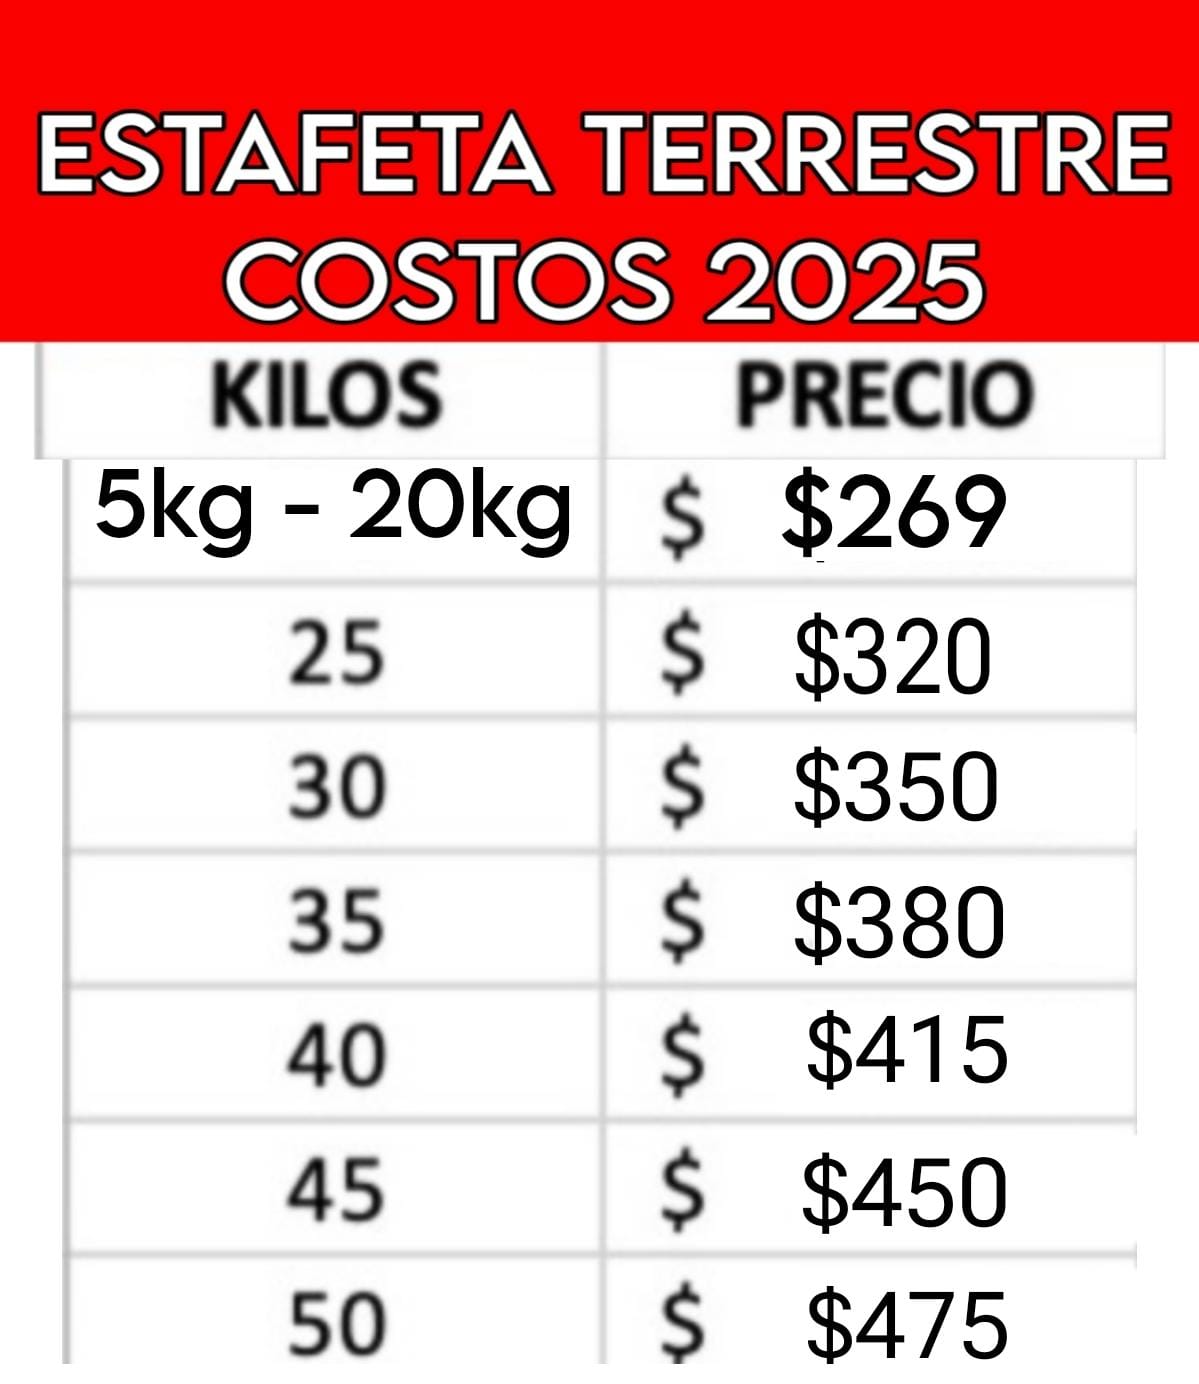 ESTAFETA TERRESTRE
COSTOS 2025
KILOS PRECIO
5kg - 20kg $ $269
25 $ $320
30 $ $350
35 $ $380
40 $ $415
45 $ $450
50 $ $475